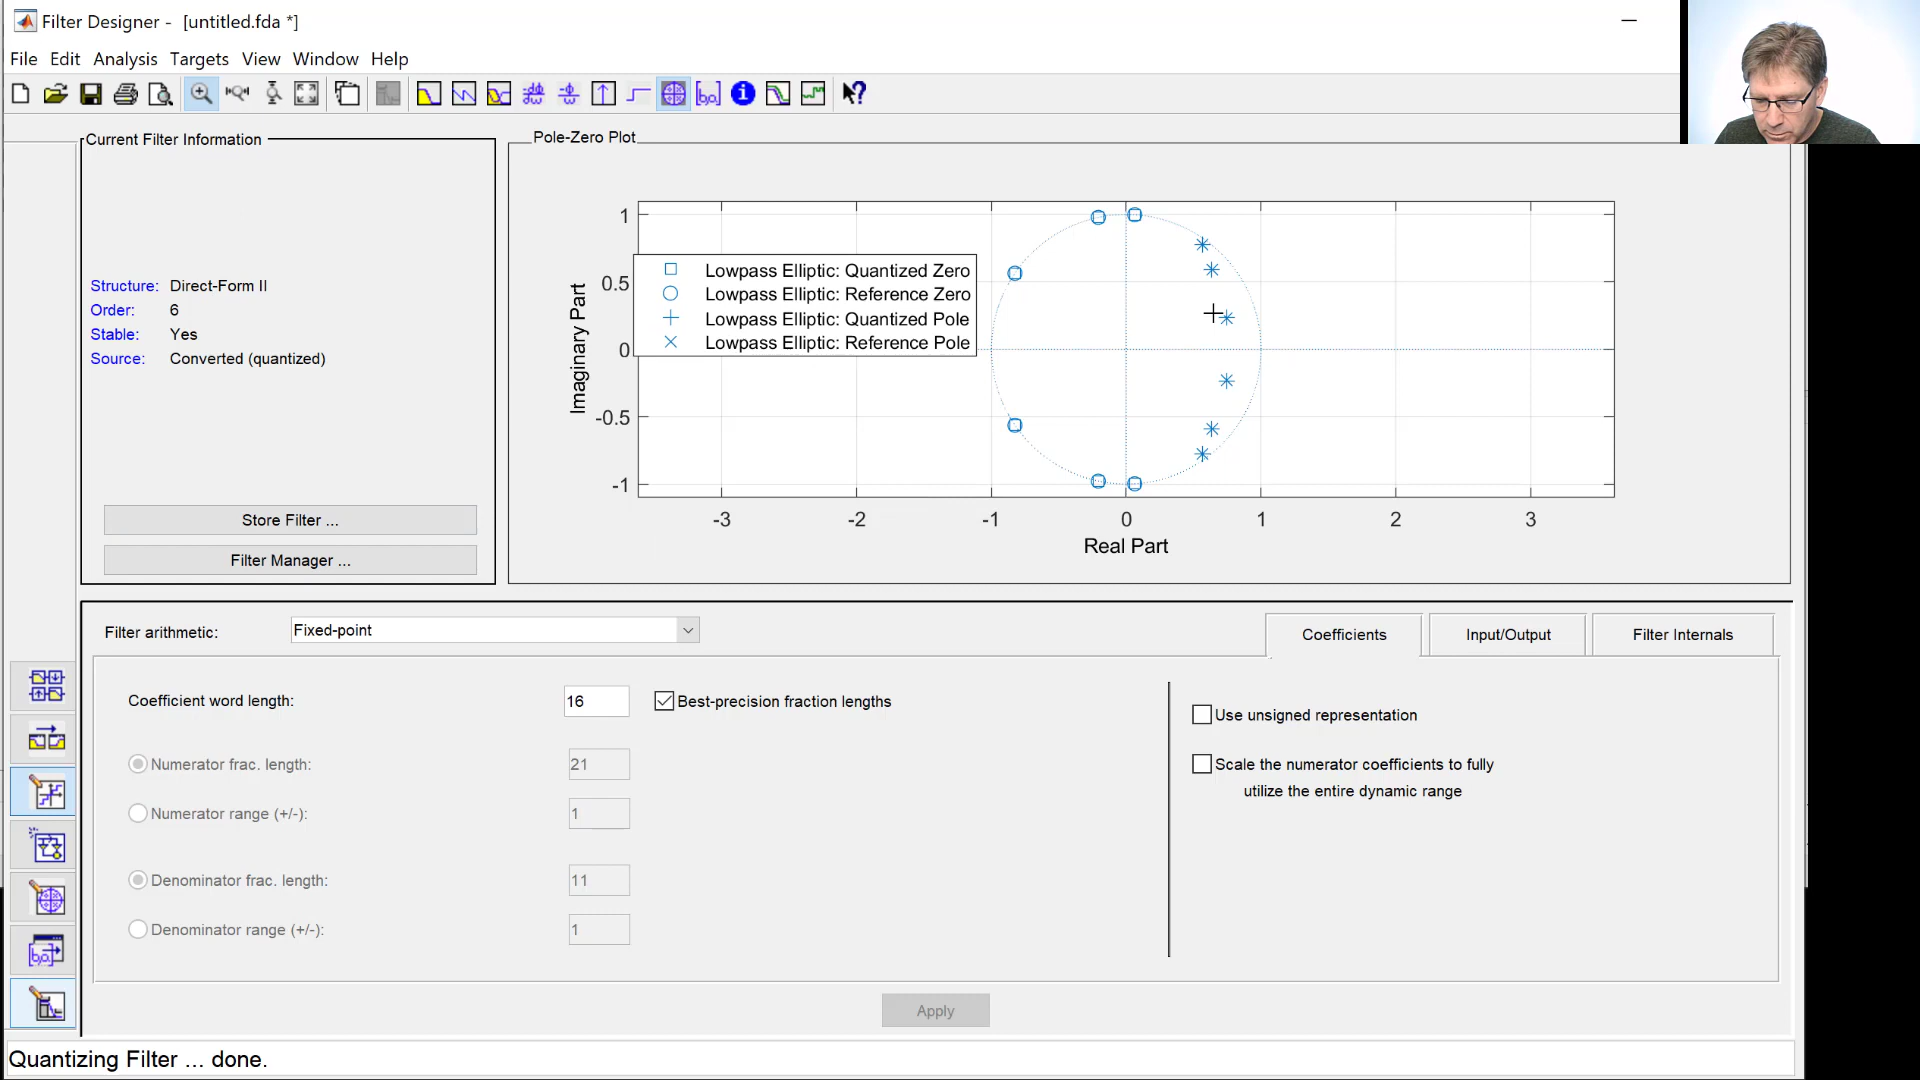 Filter Designer - [untitled.fda *]
File Edit Analysis Targets View Window Help
Current Filter Information
Structure: Direct-Form II
Order: 6
Stable: Yes
Source: Converted (quantized)
Store Filter ...
Filter Manager ...
Pole-Zero Plot
1
0.5
0
-0.5
-1
Imaginary Part
Lowpass Elliptic: Quantized Zero
Lowpass Elliptic: Reference Zero
Lowpass Elliptic: Quantized Pole
Lowpass Elliptic: Reference Pole
-3 -2 -1 0 1 2 3
Real Part
Filter arithmetic: Fixed-point
Coefficients Input/Output Filter Internals
Coefficient word length: 16 Best-precision fraction lengths
Numerator frac. length: 21
Numerator range (+/-): 1
Denominator frac. length: 11
Denominator range (+/-): 1
Use unsigned representation
Scale the numerator coefficients to fully
utilize the entire dynamic range
Apply
Quantizing Filter ... done.